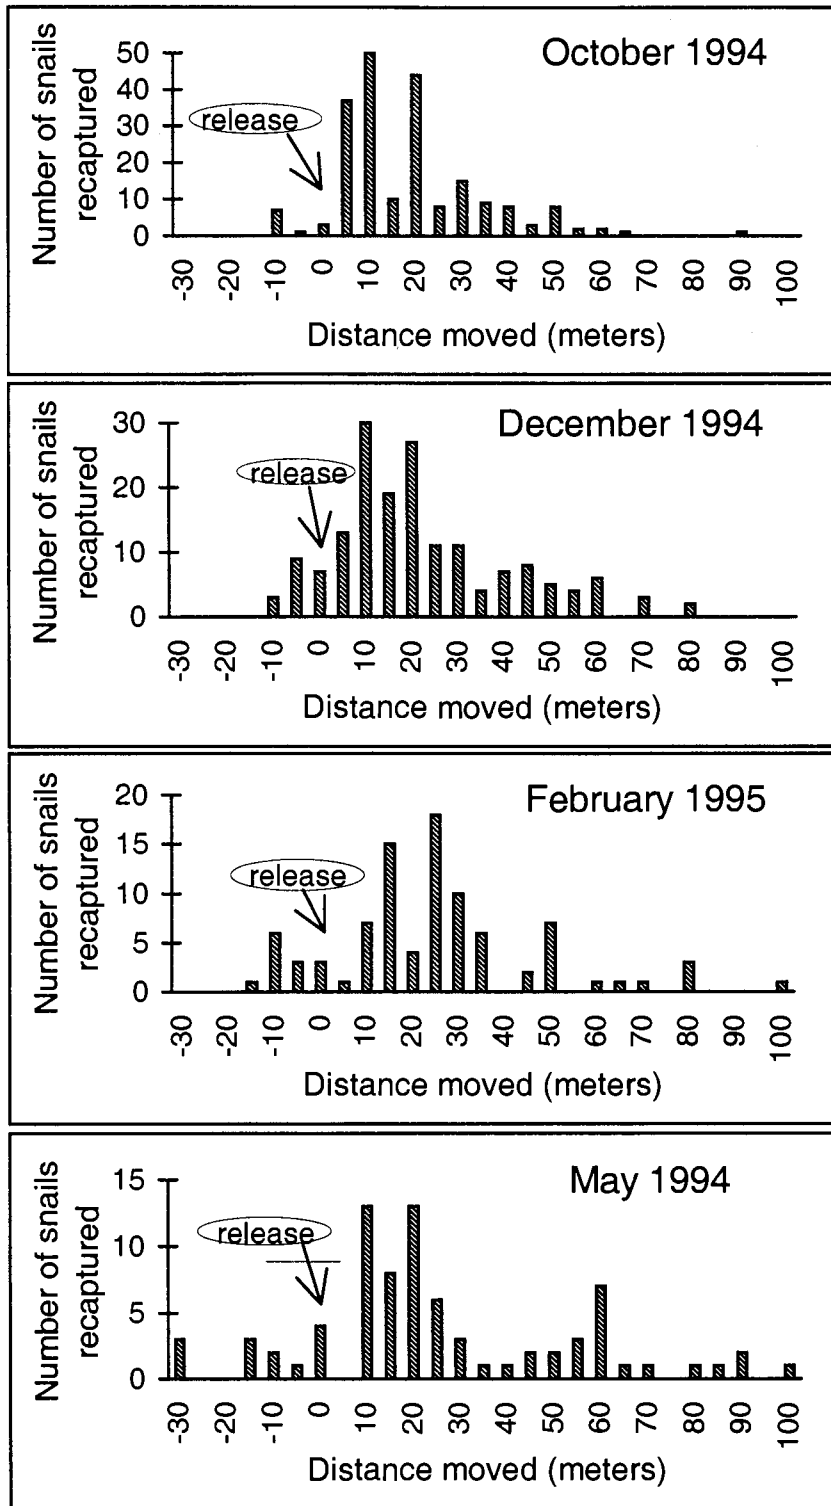 October 1994
Number of snails
recaptured
50
40
30
20
10
0
release
-30 -20 -10 0 10 20 30 40 50 60 70 80 90 100
Distance moved (meters)
December 1994
Number of snails
recaptured
30
20
10
0
release
-30 -20 -10 0 10 20 30 40 50 60 70 80 90 100
Distance moved (meters)
February 1995
Number of snails
recaptured
20
15
10
5
0
release
-30 -20 -10 0 10 20 30 40 50 60 70 80 90 100
Distance moved (meters)
May 1994
Number of snails
recaptured
15
10
5
0
release
-30 -20 -10 0 10 20 30 40 50 60 70 80 90 100
Distance moved (meters)